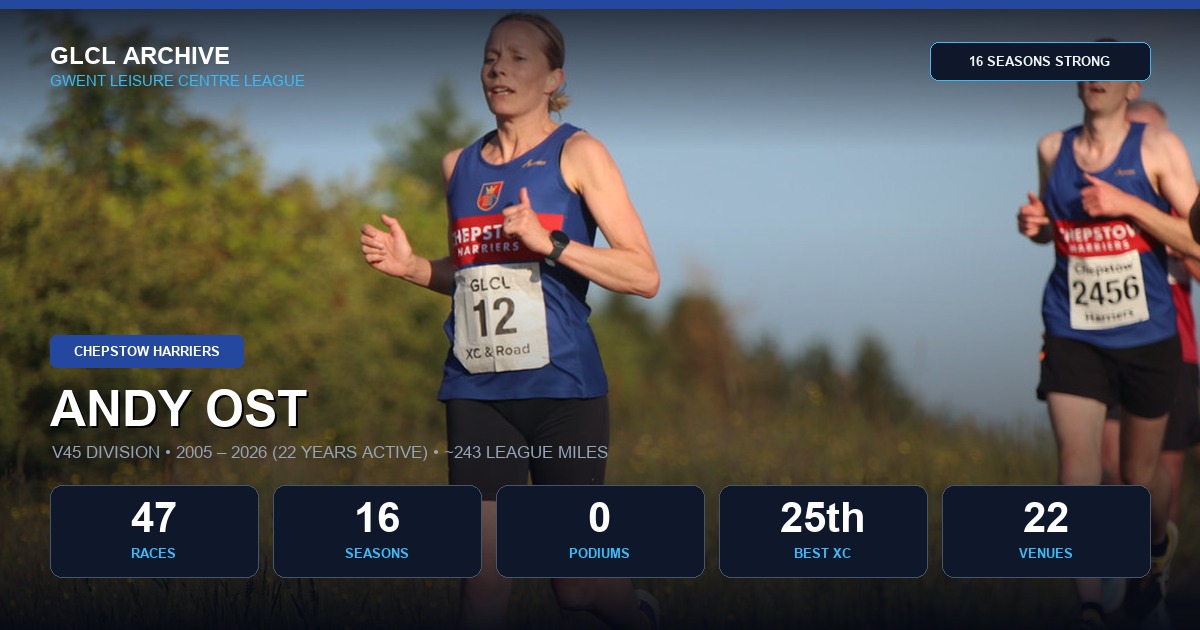 GLCL ARCHIVE
GWENT LEISURE CENTRE LEAGUE
16 SEASONS STRONG
CHEPSTOW
HARRIERS
GLCL
12
XC & Road
CHEPSTOW
HARRIERS
Chepstow
2456
Harriers
CHEPSTOW HARRIERS
ANDY OST
V45 DIVISION • 2005 – 2026 (22 YEARS ACTIVE) • ~243 LEAGUE MILES
47
RACES
16
SEASONS
0
PODIUMS
25th
BEST XC
22
VENUES